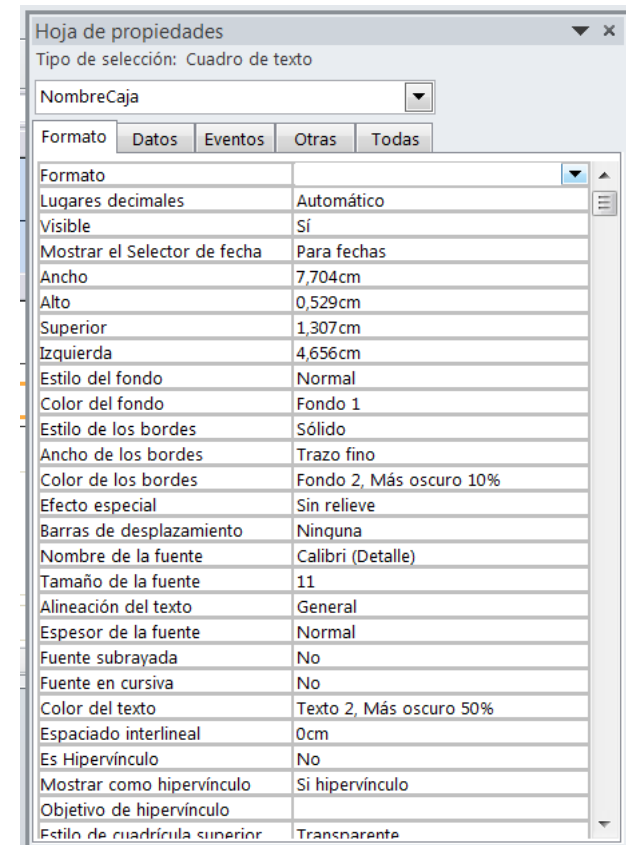 Hoja de propiedades
Tipo de selección: Cuadro de texto
NombreCaja
Formato Datos Eventos Otras Todas
Formato
Lugares decimales Automático
Visible Sí
Mostrar el Selector de fecha Para fechas
Ancho 7,704cm
Alto 0,529cm
Superior 1,307cm
Izquierda 4,656cm
Estilo del fondo Normal
Color del fondo Fondo 1
Estilo de los bordes Sólido
Ancho de los bordes Trazo fino
Color de los bordes Fondo 2, Más oscuro 10%
Efecto especial Sin relieve
Barras de desplazamiento Ninguna
Nombre de la fuente Calibri (Detalle)
Tamaño de la fuente 11
Alineación del texto General
Espesor de la fuente Normal
Fuente subrayada No
Fuente en cursiva No
Color del texto Texto 2, Más oscuro 50%
Espaciado interlineal 0cm
Es Hipervínculo No
Mostrar como hipervínculo Si hipervínculo
Objetivo de hipervínculo
Estilo de cuadrícula superior Transparente